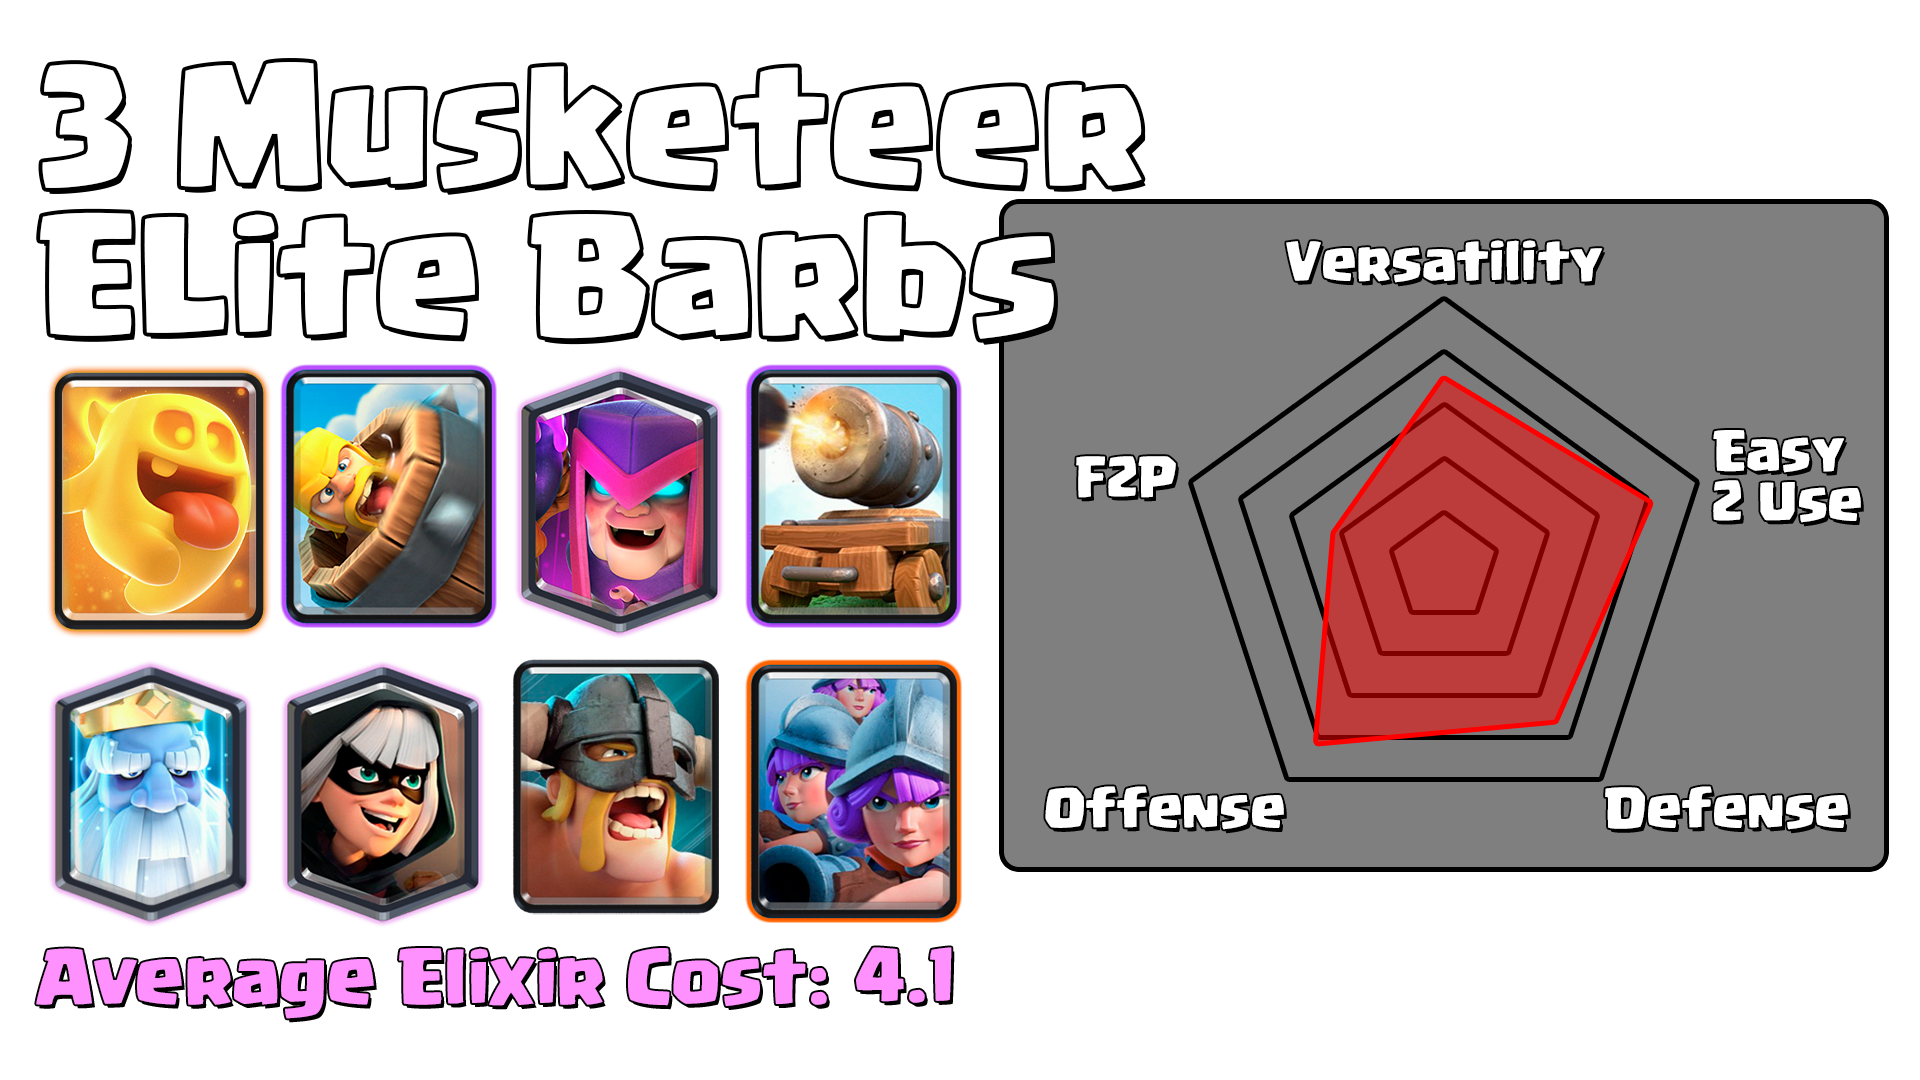 3 Musketeer
Elite Barbs
Versatility
F2P
Easy
2 Use
Offense
Defense
Average Elixir Cost: 4.1